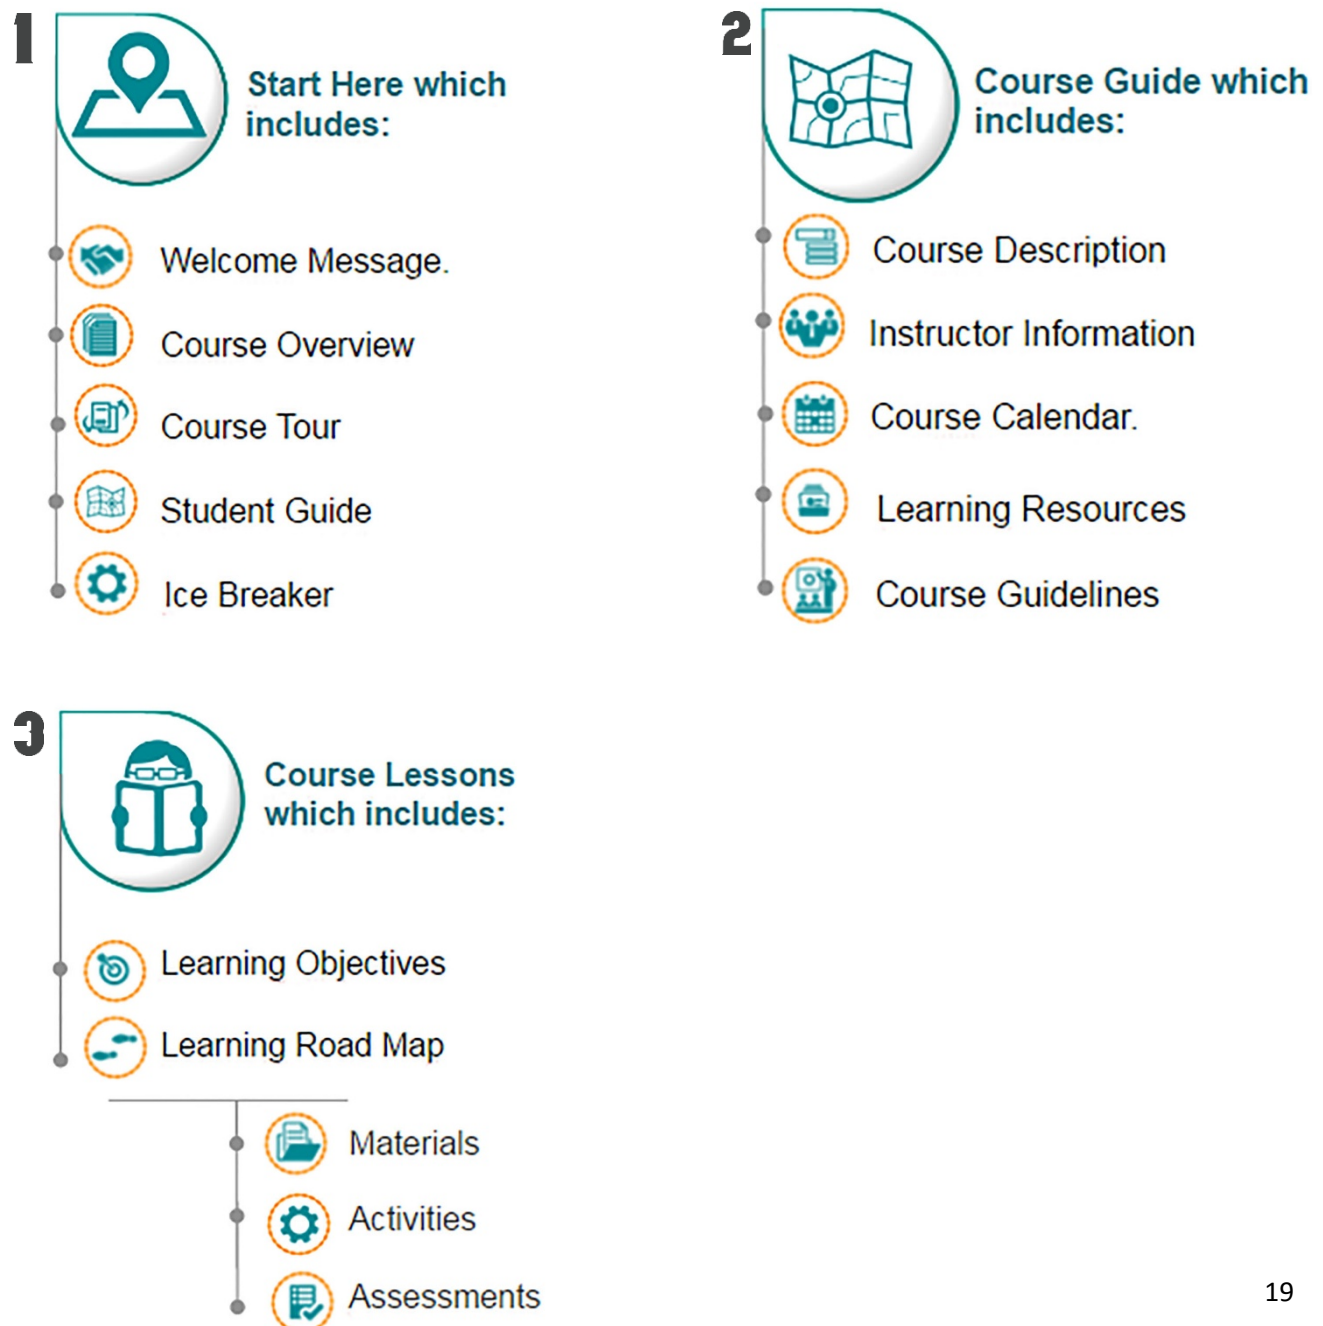 1
Start Here which
includes:
Welcome Message.
Course Overview
Course Tour
Student Guide
Ice Breaker
2
Course Guide which
includes:
Course Description
Instructor Information
Course Calendar.
Learning Resources
Course Guidelines
3
Course Lessons
which includes:
Learning Objectives
Learning Road Map
Materials
Activities
Assessments
19